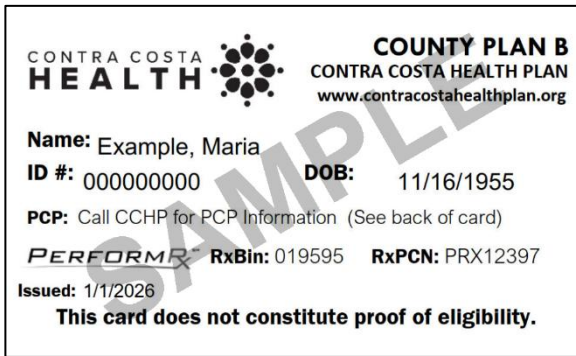 CONTRA COSTA
HEALTH
COUNTY PLAN B
CONTRA COSTA HEALTH PLAN
www.contracostahealthplan.org
SAMPLE
Name: Example, Maria
ID #: 000000000 DOB: 11/16/1955
PCP: Call CCHP for PCP Information (See back of card)
PERFORMRx RxBin: 019595 RxPCN: PRX12397
Issued: 1/1/2026
This card does not constitute proof of eligibility.